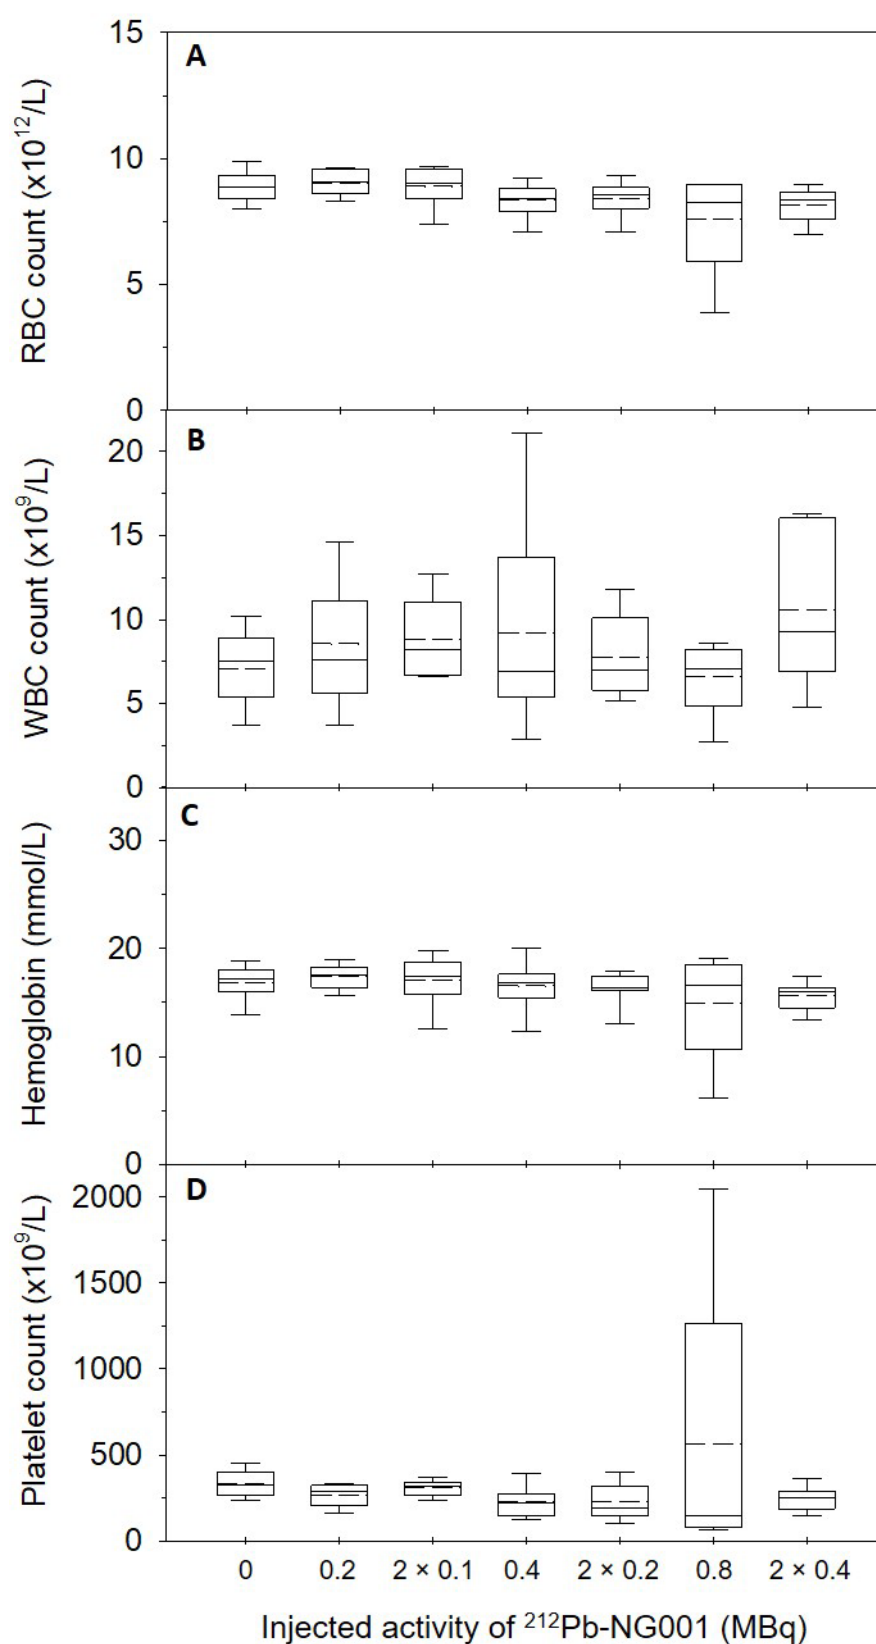 A
RBC count (x10¹²/L)
15
10
5
0
B
WBC count (x10⁹/L)
20
15
10
5
0
C
Hemoglobin (mmol/L)
30
20
10
0
D
Platelet count (x10⁹/L)
2000
1500
1000
500
0
0 0.2 2 × 0.1 0.4 2 × 0.2 0.8 2 × 0.4
Injected activity of ²¹²Pb-NG001 (MBq)